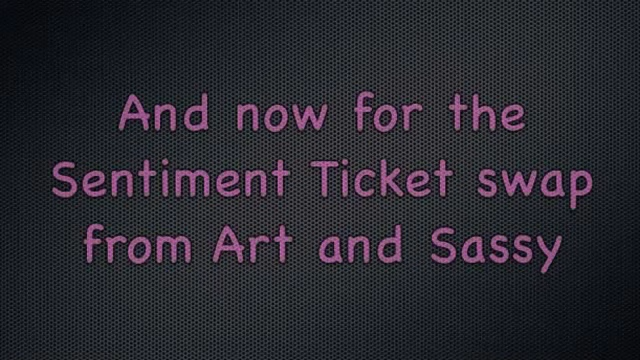 And now for the
Sentiment Ticket swap
from Art and Sassy